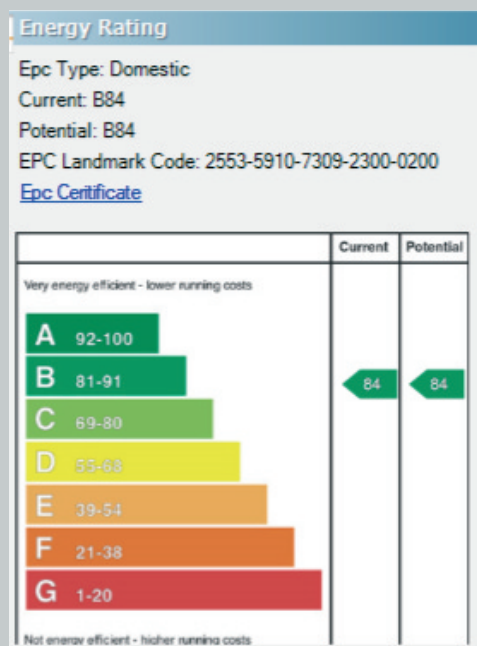 Energy Rating
Epc Type: Domestic
Current: B84
Potential: B84
EPC Landmark Code: 2553-5910-7309-2300-0200
Epc Ceritificate
Current Potential
Very energy efficient - lower running costs
A 92-100
B 81-91 84 84
C 69-80
D 55-68
E 39-54
F 21-38
G 1-20
Not energy efficient - higher running costs